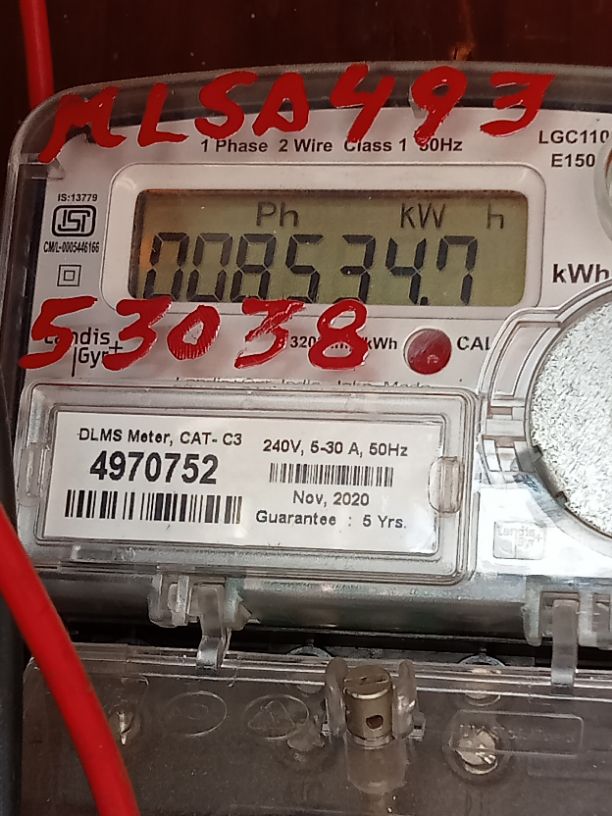 MLSA493
1 Phase 2 Wire Class 1 50Hz
LGC110
E150
IS:13779
CM/L-0005446166
Ph kW h
008534.7
kWh
53038
Landis
Gyr+
kWh
CAL
DLMS Meter, CAT- C3
4970752
240V, 5-30 A, 50Hz
Nov, 2020
Guarantee : 5 Yrs.
Landis+
Gyr